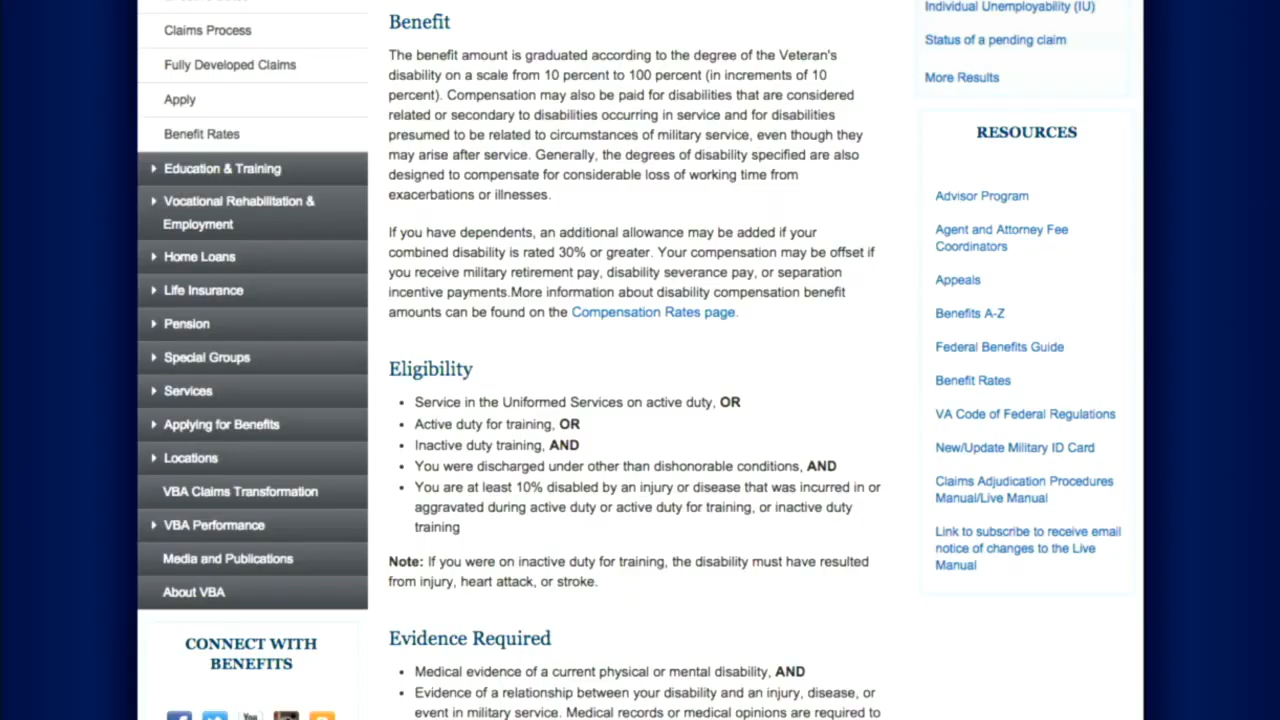 Claims Process
Fully Developed Claims
Apply
Benefit Rates
Education & Training
Vocational Rehabilitation &
Employment
Home Loans
Life Insurance
Pension
Special Groups
Services
Applying for Benefits
Locations
VBA Claims Transformation
VBA Performance
Media and Publications
About VBA
CONNECT WITH
BENEFITS
You
Benefit
The benefit amount is graduated according to the degree of the Veteran's
disability on a scale from 10 percent to 100 percent (in increments of 10
percent). Compensation may also be paid for disabilities that are considered
related or secondary to disabilities occurring in service and for disabilities
presumed to be related to circumstances of military service, even though they
may arise after service. Generally, the degrees of disability specified are also
designed to compensate for considerable loss of working time from
exacerbations or illnesses.
If you have dependents, an additional allowance may be added if your
combined disability is rated 30% or greater. Your compensation may be offset if
you receive military retirement pay, disability severance pay, or separation
incentive payments.More information about disability compensation benefit
amounts can be found on the Compensation Rates page.
Eligibility
• Service in the Uniformed Services on active duty, OR
• Active duty for training, OR
• Inactive duty training, AND
• You were discharged under other than dishonorable conditions, AND
• You are at least 10% disabled by an injury or disease that was incurred in or
aggravated during active duty or active duty for training, or inactive duty
training
Note: If you were on inactive duty for training, the disability must have resulted
from injury, heart attack, or stroke.
Evidence Required
• Medical evidence of a current physical or mental disability, AND
• Evidence of a relationship between your disability and an injury, disease, or
event in military service. Medical records or medical opinions are required to
Individual Unemployability (IU)
Status of a pending claim
More Results
RESOURCES
Advisor Program
Agent and Attorney Fee
Coordinators
Appeals
Benefits A-Z
Federal Benefits Guide
Benefit Rates
VA Code of Federal Regulations
New/Update Military ID Card
Claims Adjudication Procedures
Manual/Live Manual
Link to subscribe to receive email
notice of changes to the Live
Manual